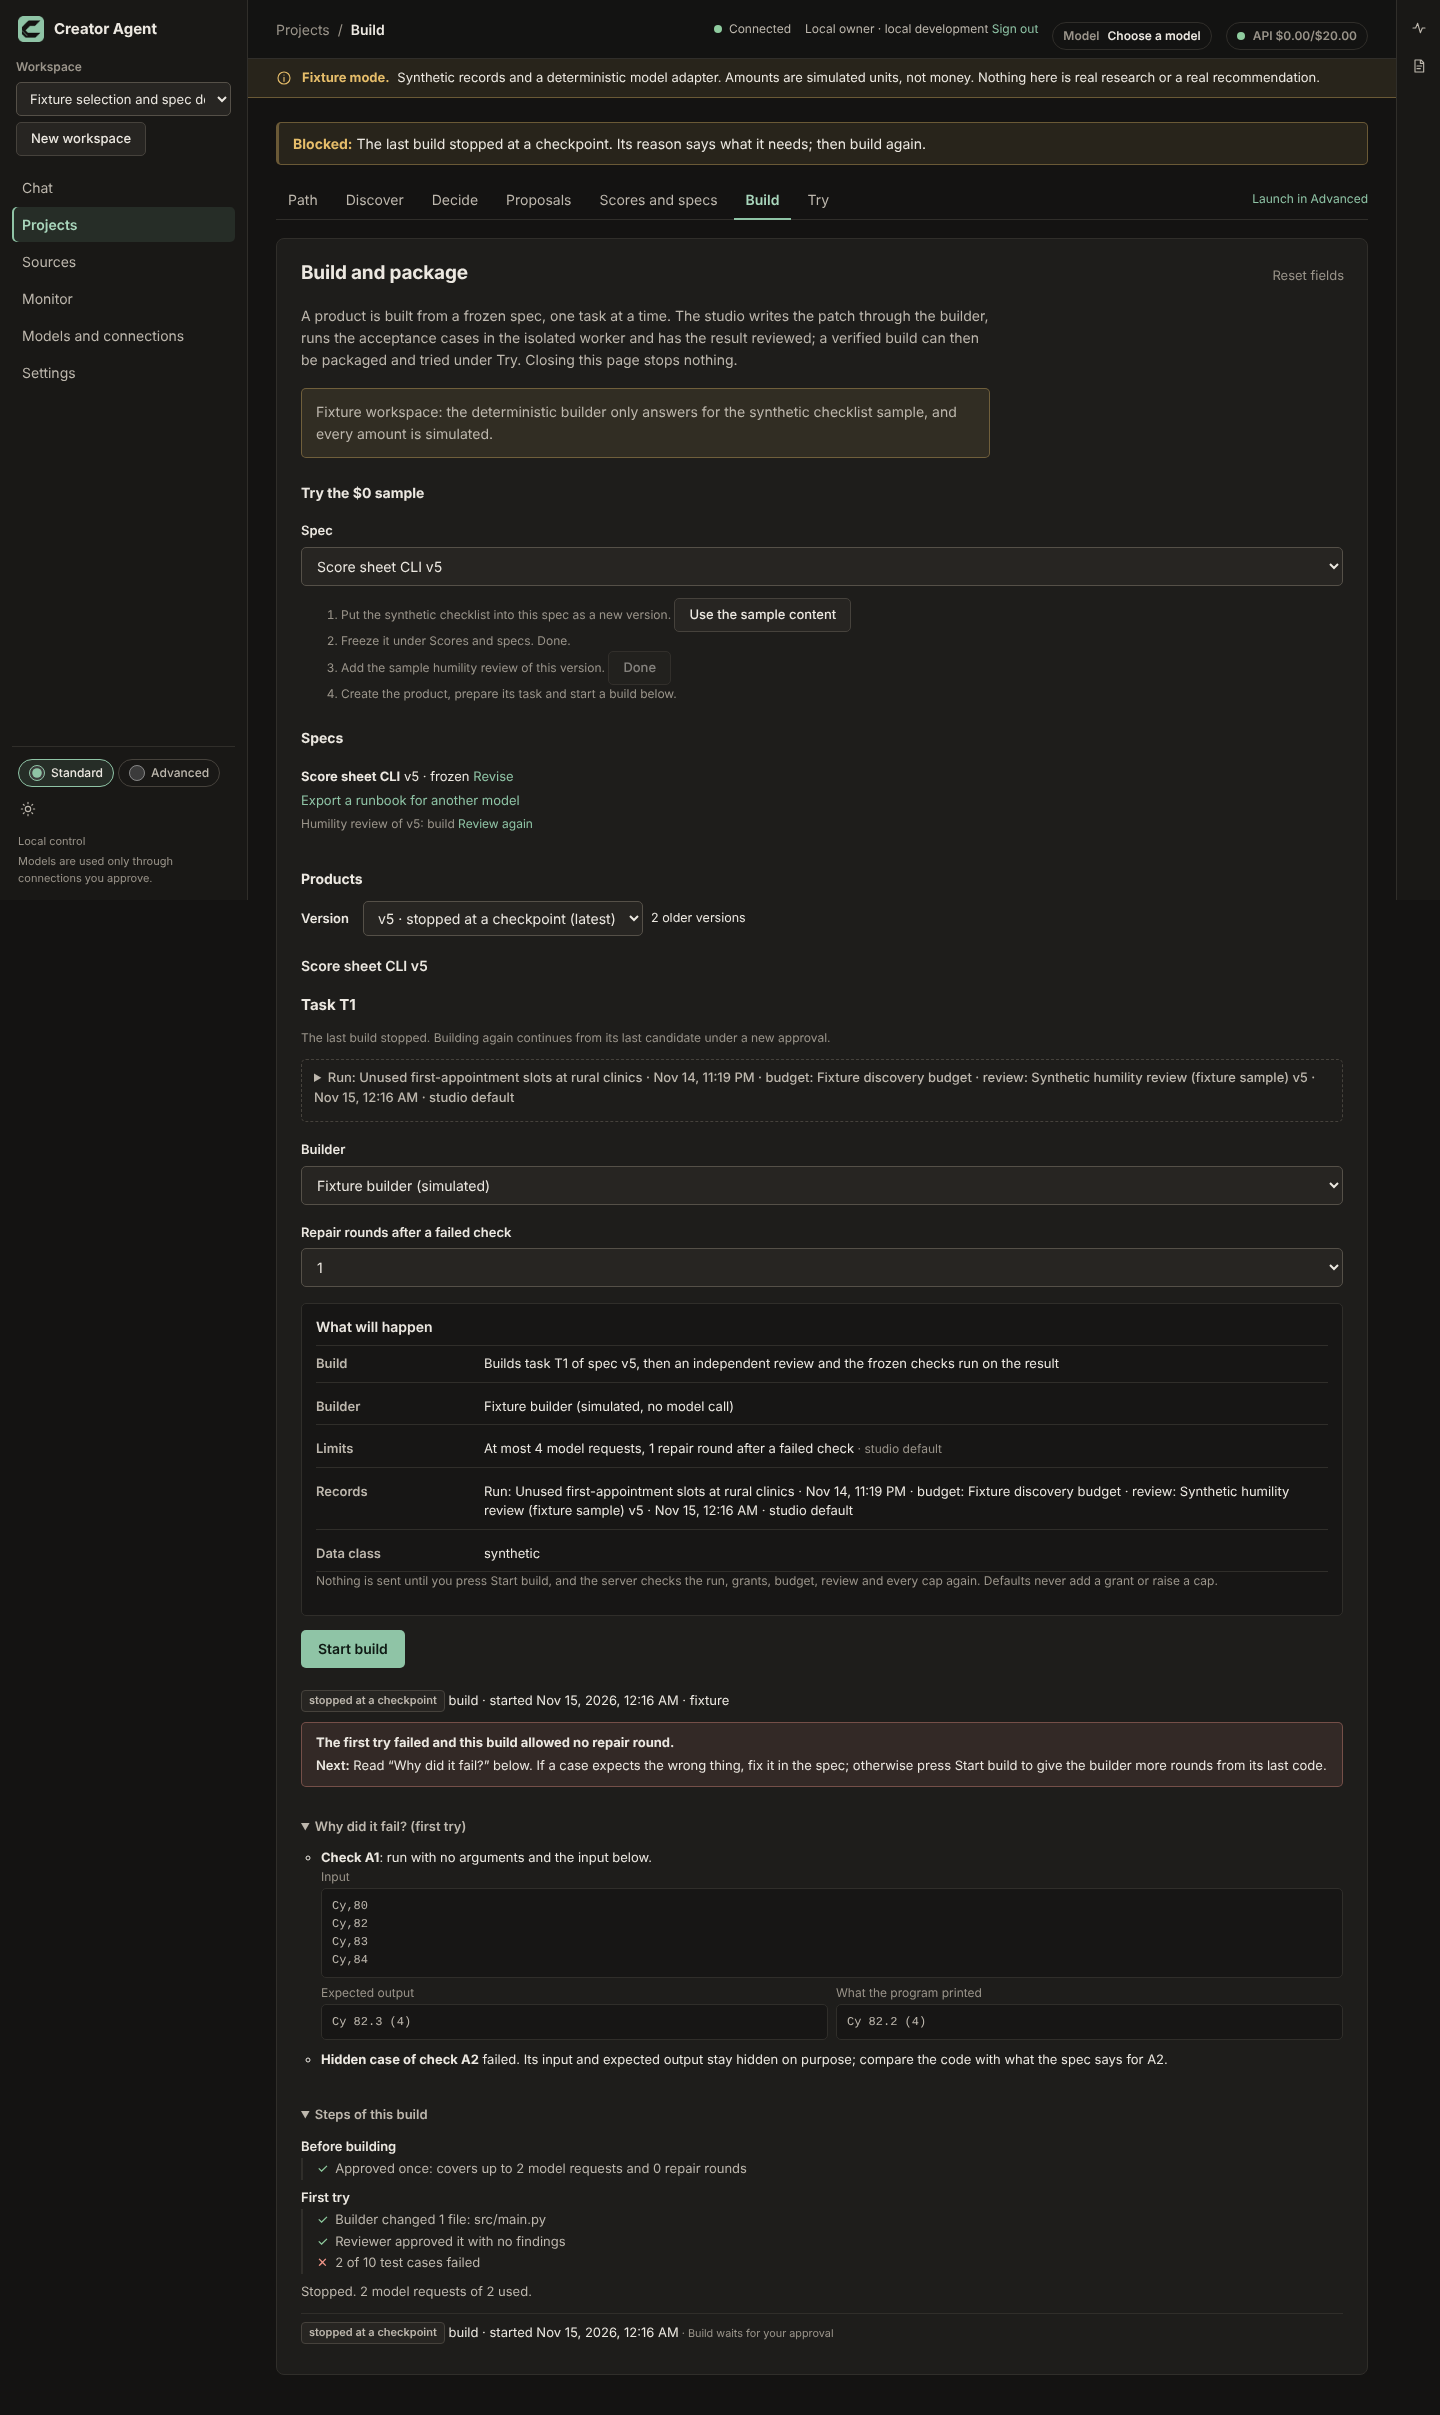 Creator Agent
Workspace
Fixture selection and spec d
New workspace
Chat
Projects
Sources
Monitor
Models and connections
Settings
Standard
Advanced
Local control
Models are used only through
connections you approve.
Projects / Build
Connected
Local owner · local development Sign out
Model Choose a model
API $0.00/$20.00
Fixture mode. Synthetic records and a deterministic model adapter. Amounts are simulated units, not money. Nothing here is real research or a real recommendation.
Blocked: The last build stopped at a checkpoint. Its reason says what it needs; then build again.
Path
Discover
Decide
Proposals
Scores and specs
Build
Try
Launch in Advanced
Build and package
Reset fields
A product is built from a frozen spec, one task at a time. The studio writes the patch through the builder,
runs the acceptance cases in the isolated worker and has the result reviewed; a verified build can then
be packaged and tried under Try. Closing this page stops nothing.
Fixture workspace: the deterministic builder only answers for the synthetic checklist sample, and
every amount is simulated.
Try the $0 sample
Spec
Score sheet CLI v5
1. Put the synthetic checklist into this spec as a new version. Use the sample content
2. Freeze it under Scores and specs. Done.
3. Add the sample humility review of this version. Done
4. Create the product, prepare its task and start a build below.
Specs
Score sheet CLI v5 · frozen Revise
Export a runbook for another model
Humility review of v5: build Review again
Products
Version
v5 · stopped at a checkpoint (latest)
2 older versions
Score sheet CLI v5
Task T1
The last build stopped. Building again continues from its last candidate under a new approval.
Run: Unused first-appointment slots at rural clinics · Nov 14, 11:19 PM · budget: Fixture discovery budget · review: Synthetic humility review (fixture sample) v5 ·
Nov 15, 12:16 AM · studio default
Builder
Fixture builder (simulated)
Repair rounds after a failed check
1
What will happen
Build
Builds task T1 of spec v5, then an independent review and the frozen checks run on the result
Builder
Fixture builder (simulated, no model call)
Limits
At most 4 model requests, 1 repair round after a failed check · studio default
Records
Run: Unused first-appointment slots at rural clinics · Nov 14, 11:19 PM · budget: Fixture discovery budget · review: Synthetic humility
review (fixture sample) v5 · Nov 15, 12:16 AM · studio default
Data class
synthetic
Nothing is sent until you press Start build, and the server checks the run, grants, budget, review and every cap again. Defaults never add a grant or raise a cap.
Start build
stopped at a checkpoint build · started Nov 15, 2026, 12:16 AM · fixture
The first try failed and this build allowed no repair round.
Next: Read “Why did it fail?” below. If a case expects the wrong thing, fix it in the spec; otherwise press Start build to give the builder more rounds from its last code.
Why did it fail? (first try)
Check A1: run with no arguments and the input below.
Input
Cy,80
Cy,82
Cy,83
Cy,84
Expected output
What the program printed
Cy 82.3 (4)
Cy 82.2 (4)
Hidden case of check A2 failed. Its input and expected output stay hidden on purpose; compare the code with what the spec says for A2.
Steps of this build
Before building
Approved once: covers up to 2 model requests and 0 repair rounds
First try
Builder changed 1 file: src/main.py
Reviewer approved it with no findings
2 of 10 test cases failed
Stopped. 2 model requests of 2 used.
stopped at a checkpoint build · started Nov 15, 2026, 12:16 AM · Build waits for your approval